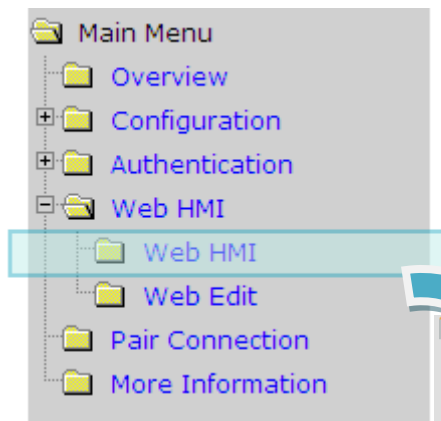 Main Menu
Overview
Configuration
Authentication
Web HMI
Web HMI
Web Edit
Pair Connection
More Information